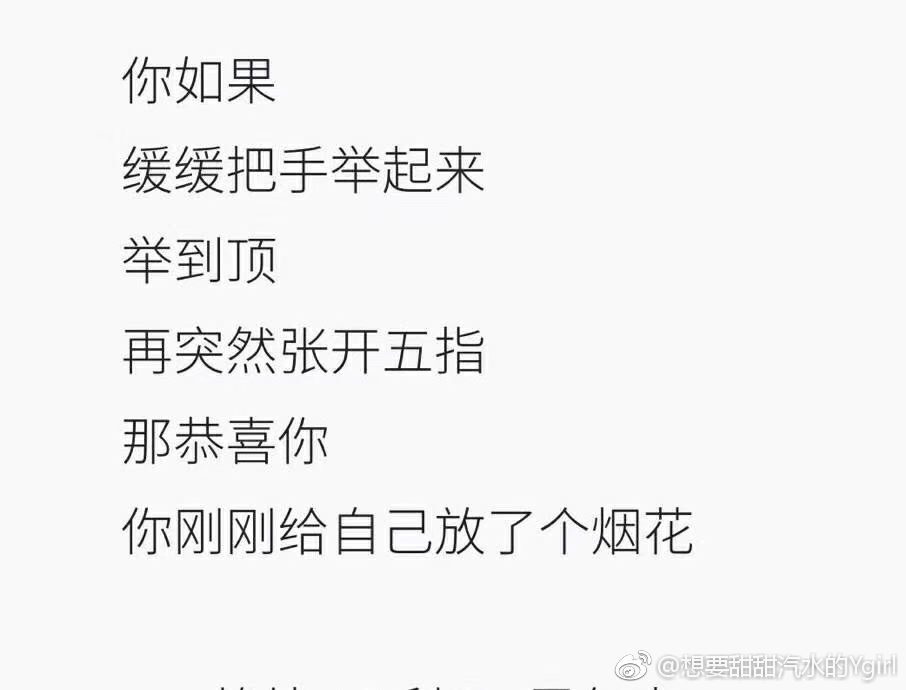 你如果
缓缓把手举起来
举到顶
再突然张开五指
那恭喜你
你刚刚给自己放了个烟花
@想要甜甜汽水的Ygirl